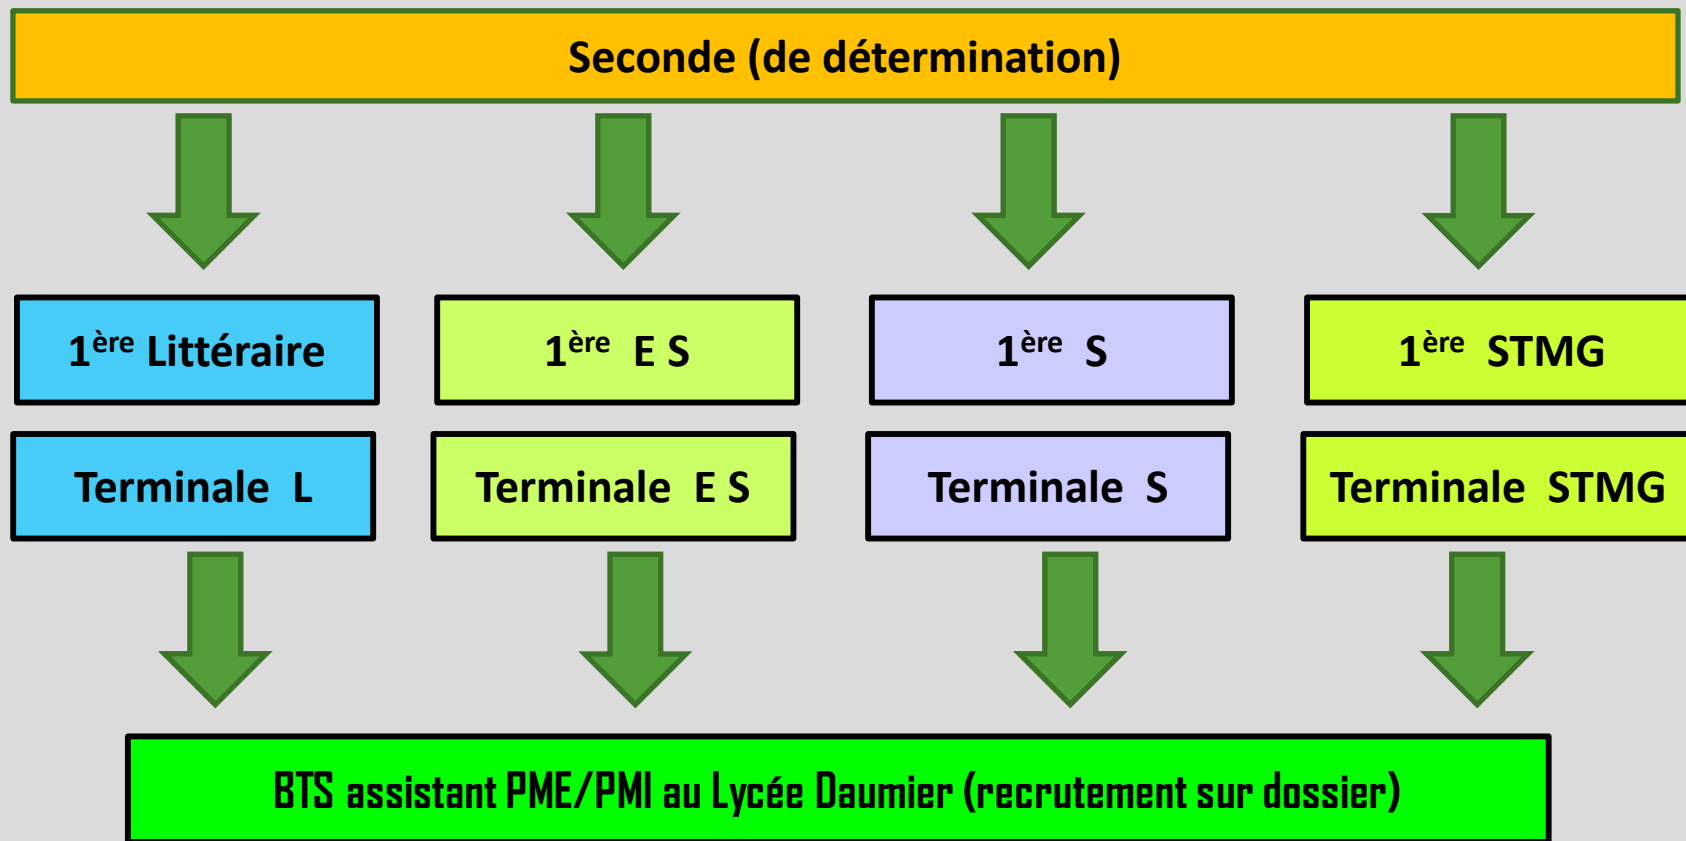 Seconde (de détermination)
1ère Littéraire
1ère E S
1ère S
1ère STMG
Terminale L
Terminale E S
Terminale S
Terminale STMG
BTS assistant PME/PMI au Lycée Daumier (recrutement sur dossier)